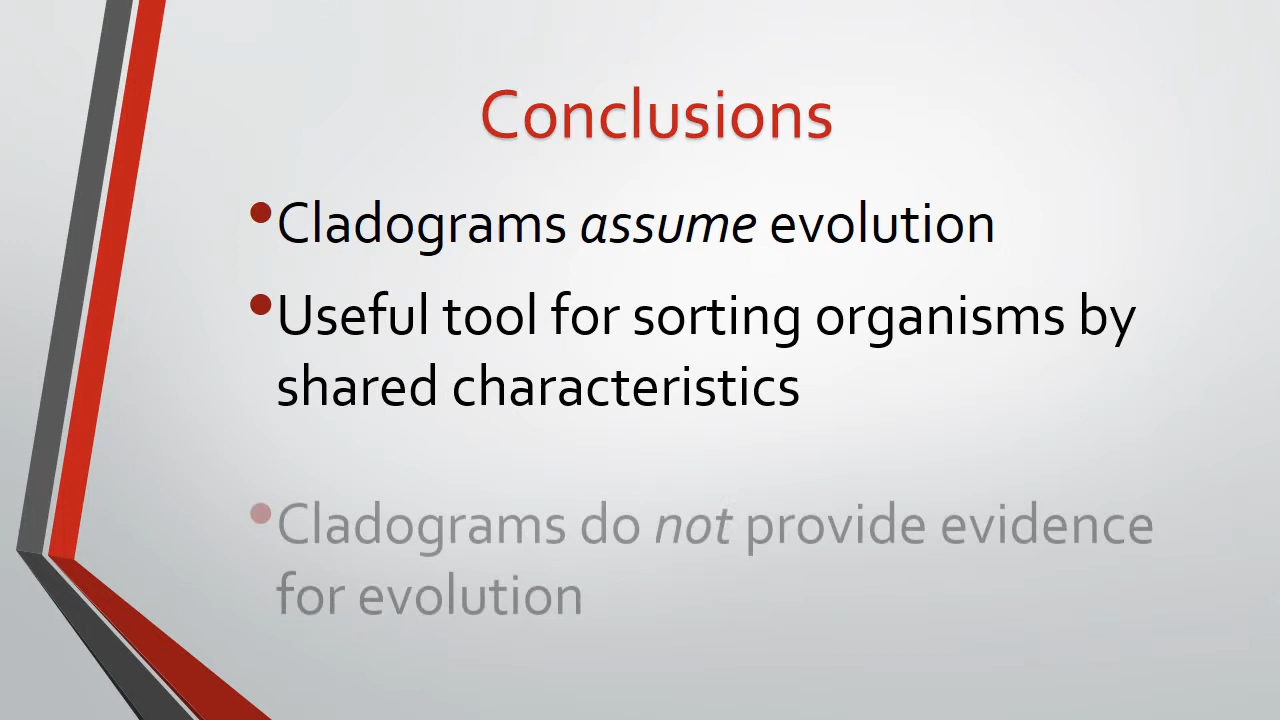 Conclusions
•Cladograms assume evolution
•Useful tool for sorting organisms by
shared characteristics
•Cladograms do not provide evidence
for evolution